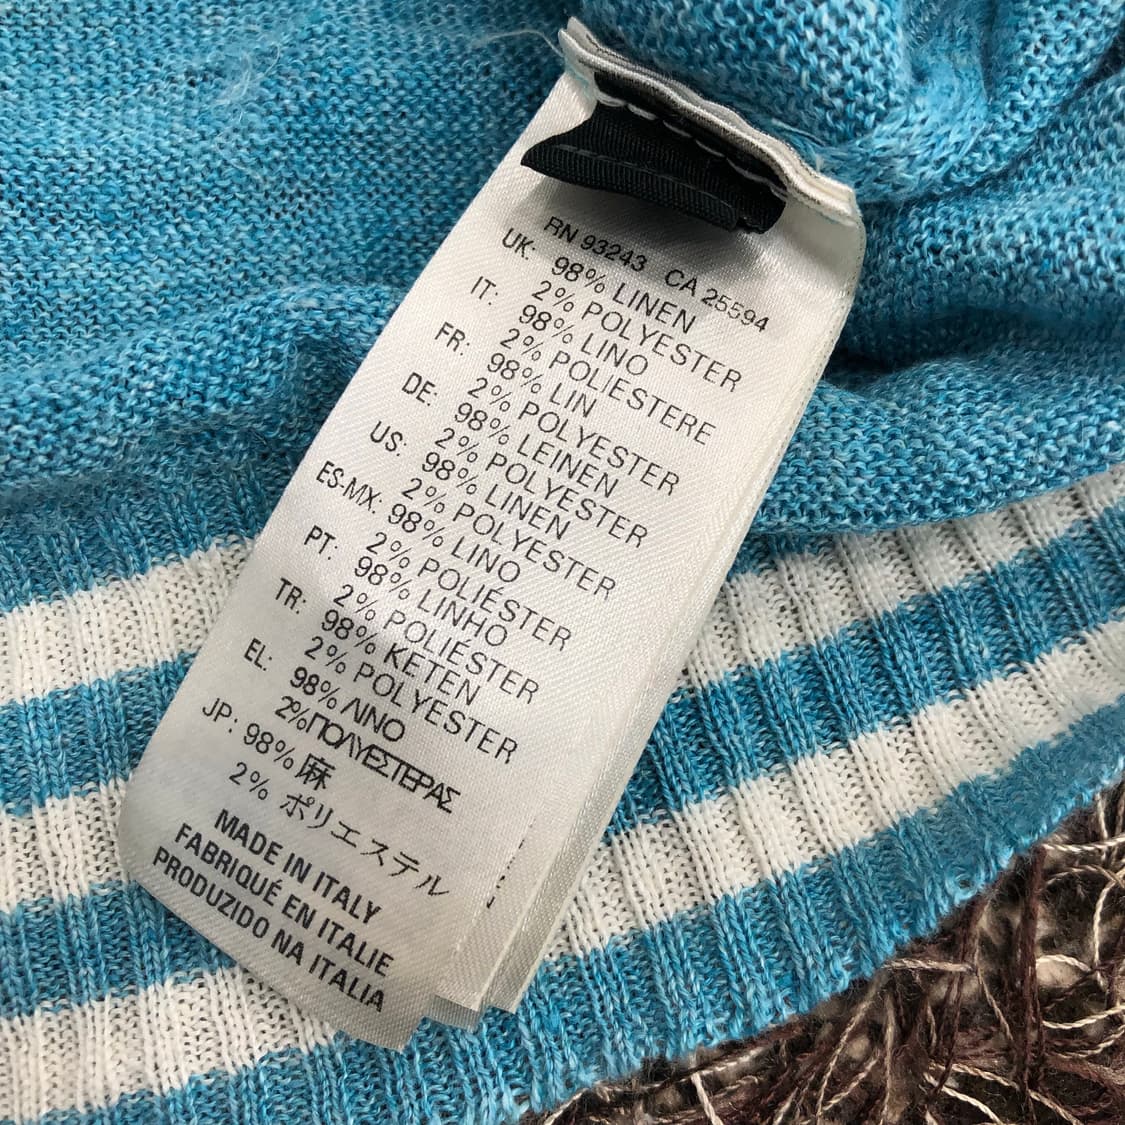 RN 93243 CA 25594
UK: 98% LINEN
2% POLYESTER
IT: 98% LINO
2% POLIESTERE
FR: 98% LIN
2% POLYESTER
DE: 98% LEINEN
2% POLYESTER
US: 98% LINEN
2% POLYESTER
ES-MX: 98% LINO
2% POLIÉSTER
PT: 98% LINHO
2% POLIÉSTER
TR: 98% KETEN
2% POLYESTER
EL: 98% ΛΙΝΟ
2% ΠΟΛΥΕΣΤΕΡΑΣ
JP: 98% 麻
2% ポリエステル
MADE IN ITALY
FABRIQUÉ EN ITALIE
PRODUZIDO NA ITALIA